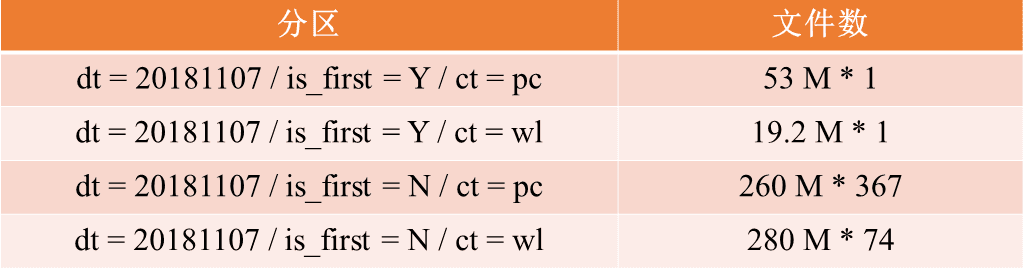 分区 文件数
dt = 20181107 / is_first = Y / ct = pc 53 M * 1
dt = 20181107 / is_first = Y / ct = wl 19.2 M * 1
dt = 20181107 / is_first = N / ct = pc 260 M * 367
dt = 20181107 / is_first = N / ct = wl 280 M * 74